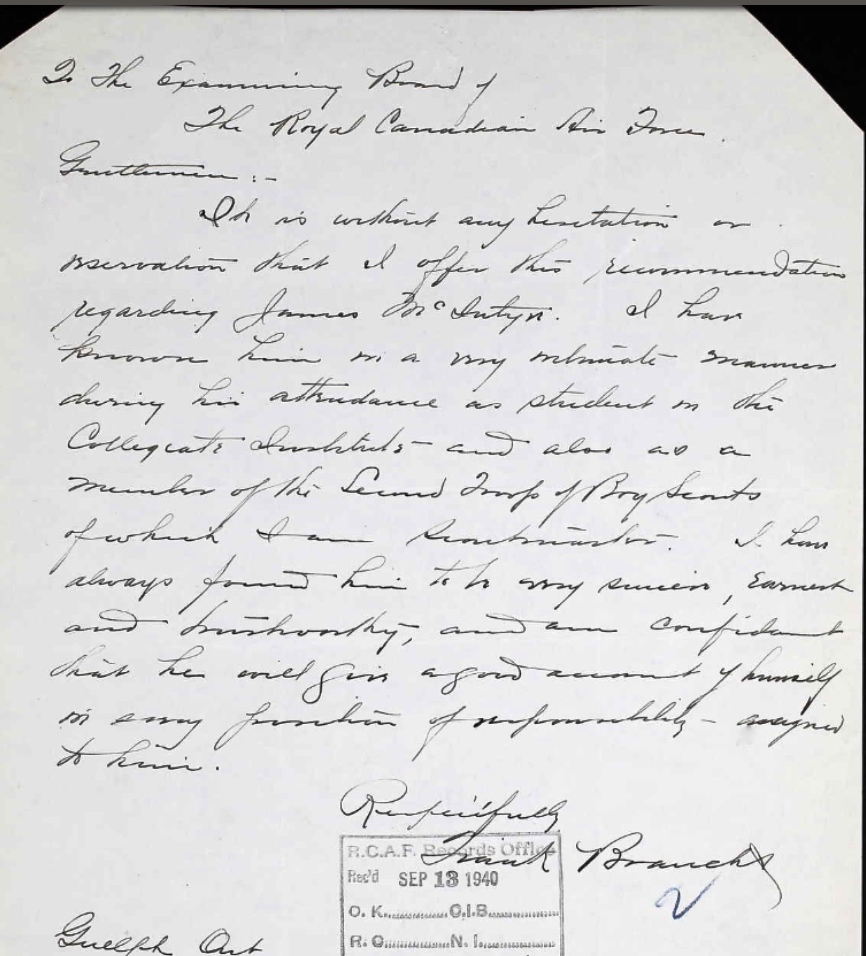 To The Examining Board of
The Royal Canadian Air Force.
Gentlemen :-
It is without any hesitation or
reservation that I offer this recommendation
regarding James McIntyre. I have
known him in a very intimate manner
during his attendance as student in the
Collegiate Institute and also as a
member of the Second Troop of Boy Scouts
of which I am Scoutmaster. I have
always found him to be very sincere, earnest
and trustworthy, and am confidant
that he will give a good account of himself
in any position of responsibility assigned
to him.
Respectfully
Frank
R.C.A.F. Records Office
Rec'd SEP 13 1940
O. K. C.I.B.
R. C. N. I.
Guelph Ont